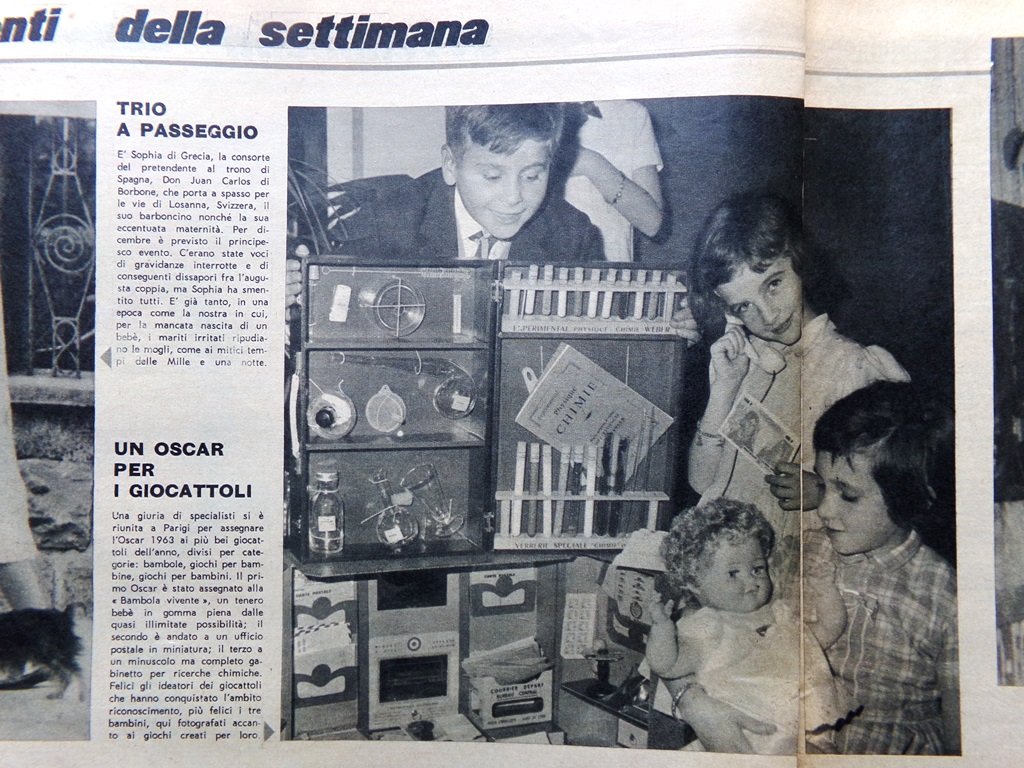 nti della settimana
TRIO
A PASSEGGIO
E' Sophia di Grecia, la consorte
del pretendente al trono di
Spagna, Don Juan Carlos di
Borbone, che porta a spasso per
le vie di Losanna, Svizzera, il
suo barboncino nonché la sua
accentuata maternità. Per di-
cembre è previsto il principe-
sco evento. C'erano state voci
di gravidanze interrotte e di
conseguenti dissapori fra l'augu-
sta coppia, ma Sophia ha smen-
tito tutti. E' già tanto, in una
epoca come la nostra in cui,
per la mancata nascita di un
bebè, i mariti irritati ripudia-
no le mogli, come ai mitici tem-
pi delle Mille e una notte.
UN OSCAR
PER
I GIOCATTOLI
Una giuria di specialisti si è
riunita a Parigi per assegnare
l'Oscar 1963 ai più bei giocat-
toli dell'anno, divisi per cate-
gorie: bambole, giochi per bam-
bine, giochi per bambini. Il pri-
mo Oscar è stato assegnato alla
« Bambola vivente », un tenero
bebè in gomma piena dalle
quasi illimitate possibilità; il
secondo è andato a un ufficio
postale in miniatura; il terzo a
un minuscolo ma completo ga-
binetto per ricerche chimiche.
Felici gli ideatori dei giocattoli
che hanno conquistato l'ambito
riconoscimento, più felici i tre
bambini, qui fotografati accan-
to ai giochi creati per loro.
EXPERIMENTAL PHYSIQUE - CHIMIE WEBER
Physique
CHIMIE
VERRERIE SPECIALE CHIMIE
CARTE POSTALE
CARTE POSTALE
COURRIER DEPART
BUREAU CENTRAL